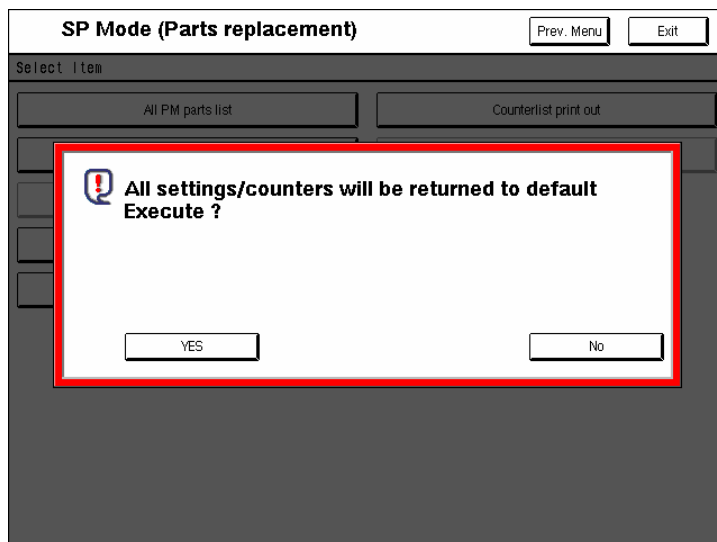 SP Mode (Parts replacement)
Prev. Menu
Exit
Select Item
All PM parts list
Counterlist print out
All settings/counters will be returned to default
Execute ?
YES
No